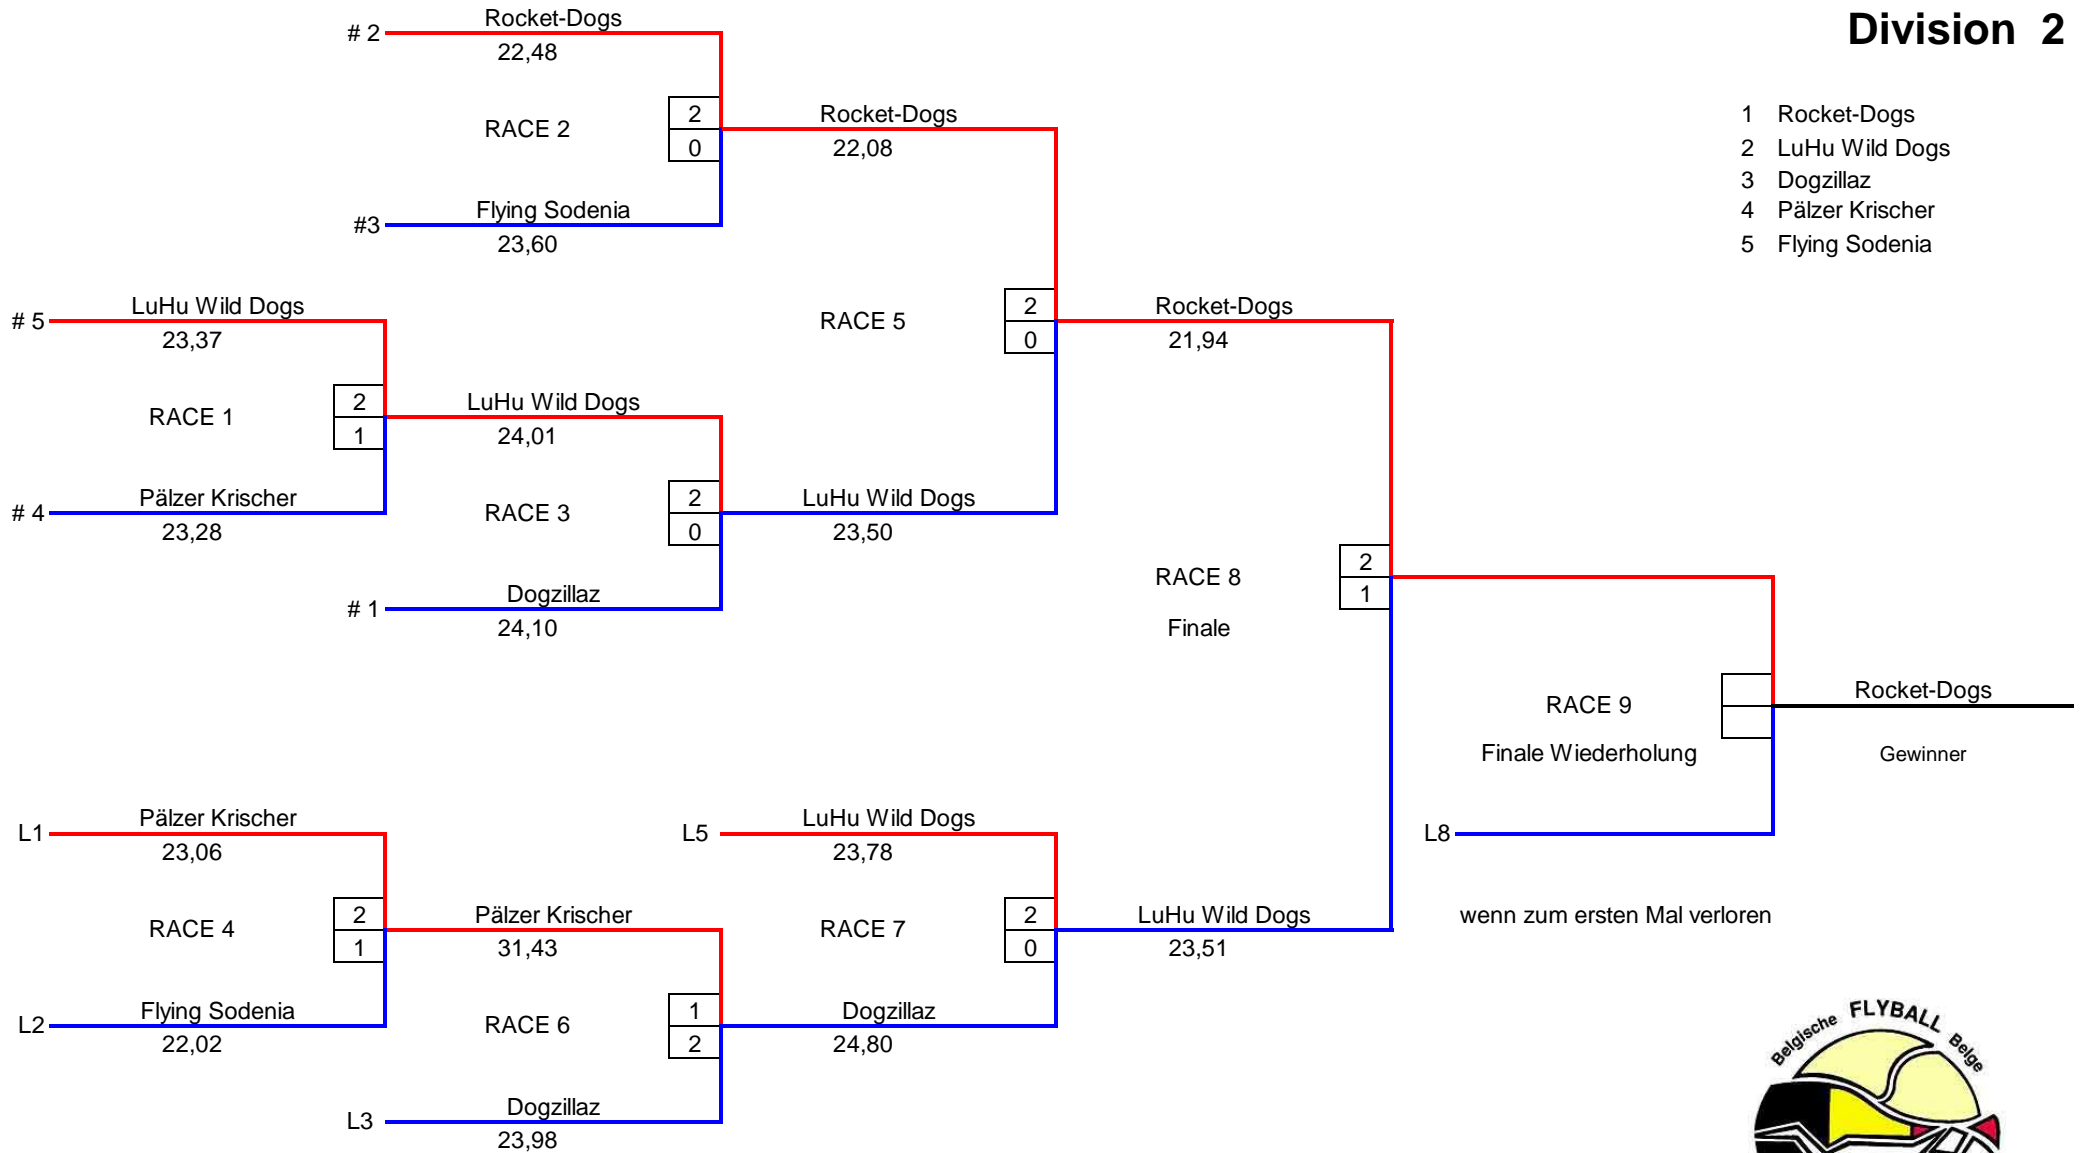 Division 2
1 Rocket-Dogs
2 LuHu Wild Dogs
3 Dogzillaz
4 Pälzer Krischer
5 Flying Sodenia
# 2
Rocket-Dogs
22,48
RACE 2
2
0
#3
Flying Sodenia
23,60
# 5
LuHu Wild Dogs
23,37
RACE 1
2
1
# 4
Pälzer Krischer
23,28
LuHu Wild Dogs
24,01
RACE 3
2
0
# 1
Dogzillaz
24,10
Rocket-Dogs
22,08
RACE 5
2
0
LuHu Wild Dogs
23,50
Rocket-Dogs
21,94
RACE 8
Finale
2
1
LuHu Wild Dogs
23,51
L1
Pälzer Krischer
23,06
RACE 4
2
1
L2
Flying Sodenia
22,02
Pälzer Krischer
31,43
RACE 6
1
2
L3
Dogzillaz
23,98
L5
LuHu Wild Dogs
23,78
RACE 7
2
0
Dogzillaz
24,80
RACE 9
Finale Wiederholung
L8
wenn zum ersten Mal verloren
Rocket-Dogs
Gewinner
Belgische FLYBALL Belge